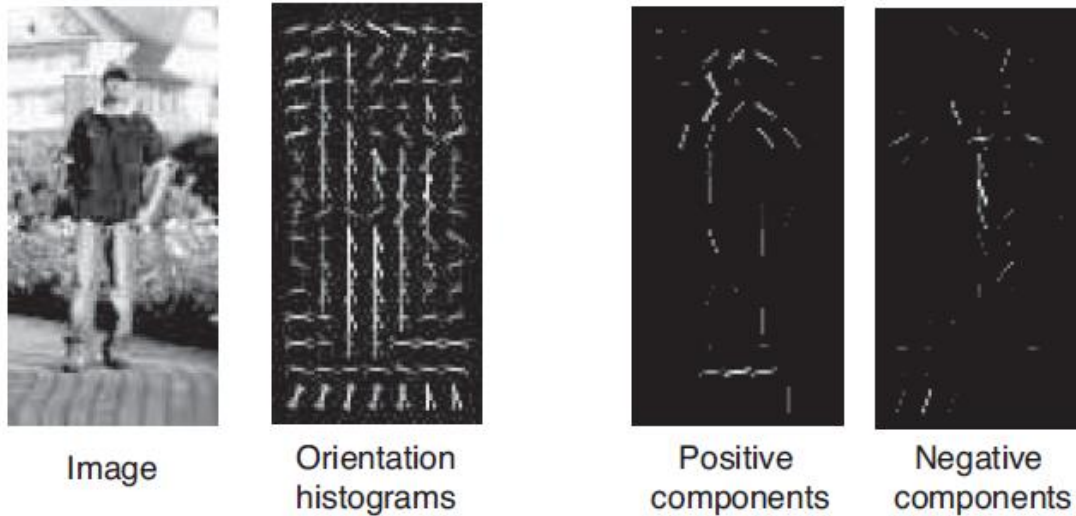 Image
Orientation
histograms
Positive
components
Negative
components